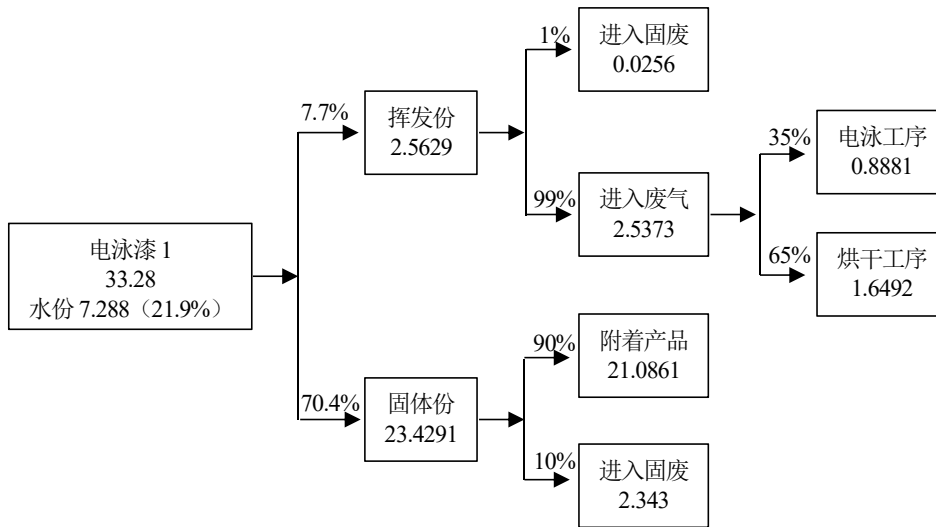 1%
进入固废
0.0256
7.7%
挥发份
2.5629
35%
电泳工序
0.8881
99%
进入废气
2.5373
电泳漆 1
33.28
水份 7.288（21.9%）
65%
烘干工序
1.6492
90%
附着产品
21.0861
70.4%
固体份
23.4291
10%
进入固废
2.343